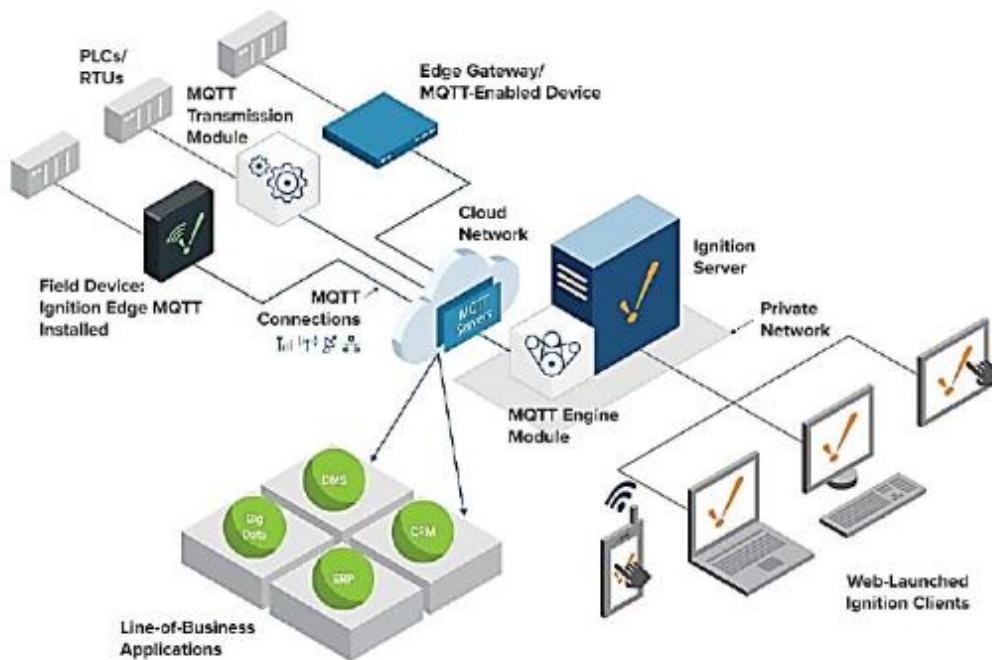 PLCs/
RTUs
MQTT
Transmission
Module
Edge Gateway/
MQTT-Enabled Device
Field Device:
Ignition Edge MQTT
Installed
MQTT
Connections
Cloud
Network
MQTT
Servers
Ignition
Server
Private
Network
MQTT Engine
Module
OMS
Big
Data
CRM
ERP
Line-of-Business
Applications
Web-Launched
Ignition Clients